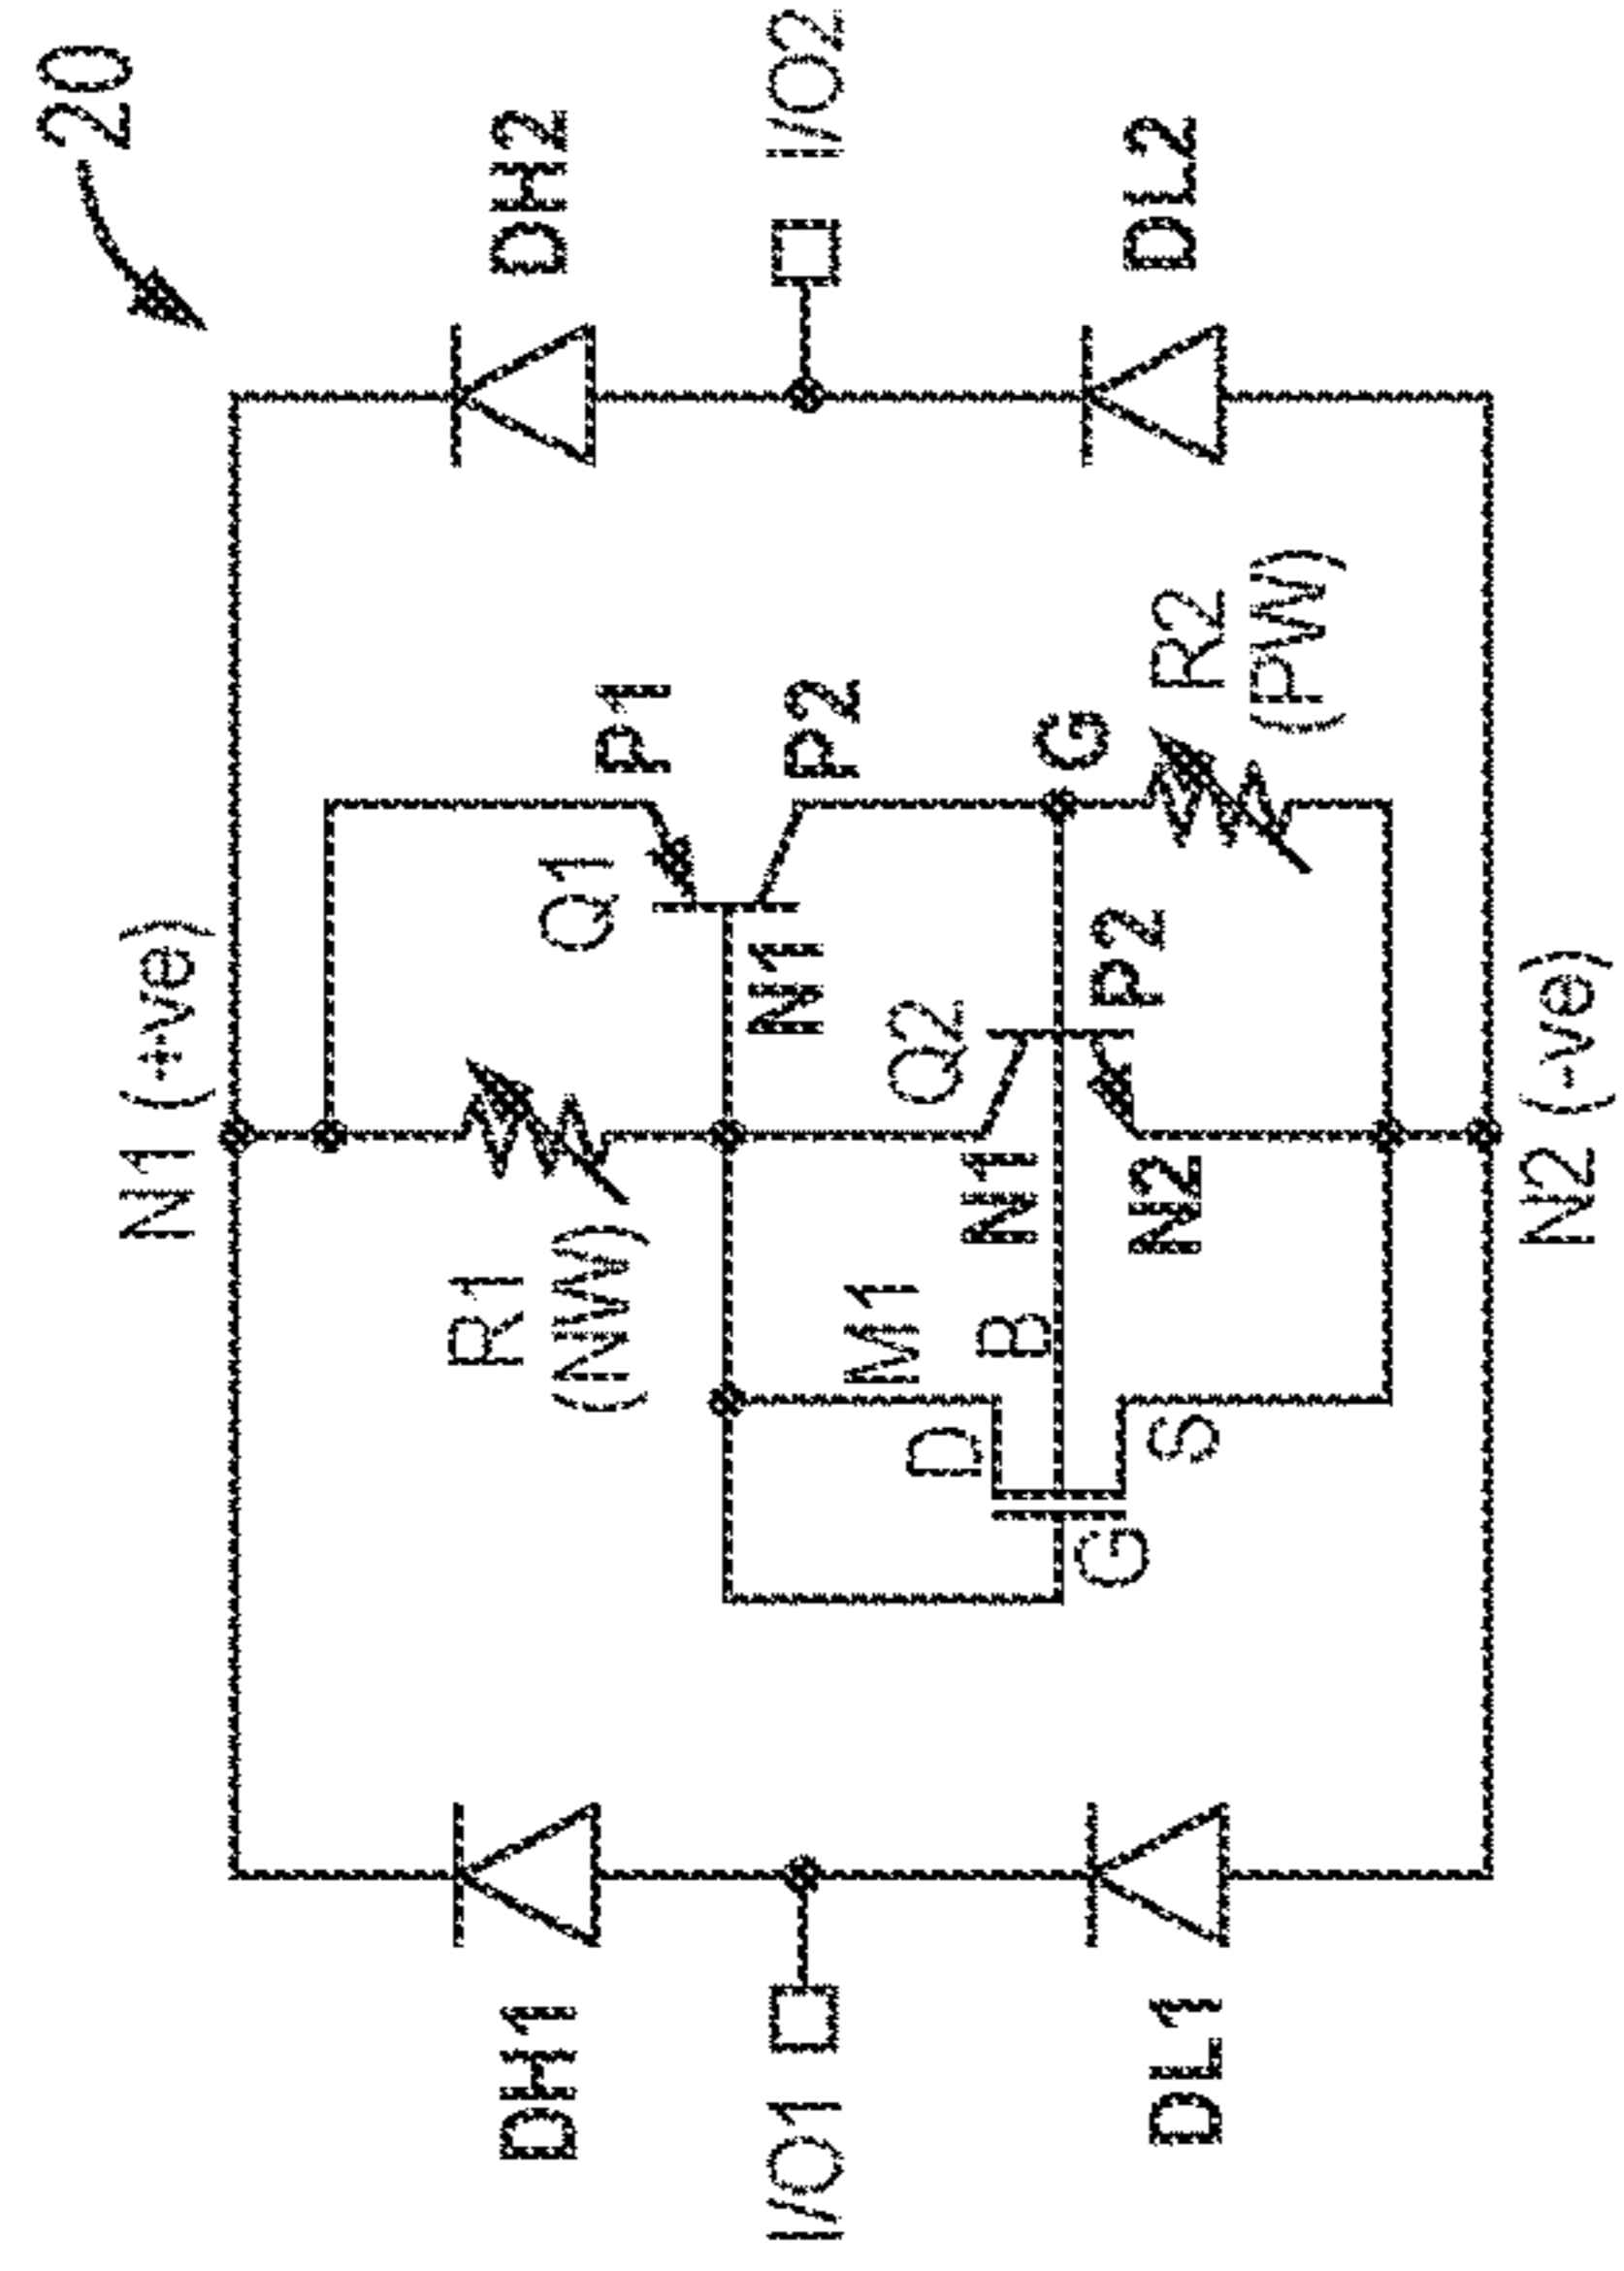 20
N1 (+ve)
DH1
R1
(NW)
Q1
P1
DH2
I/O1
M1
N1
P2
I/O2
D
B
N1
Q2
G
G
S
N2
P2
R2
(PW)
DL1
DL2
N2 (-ve)